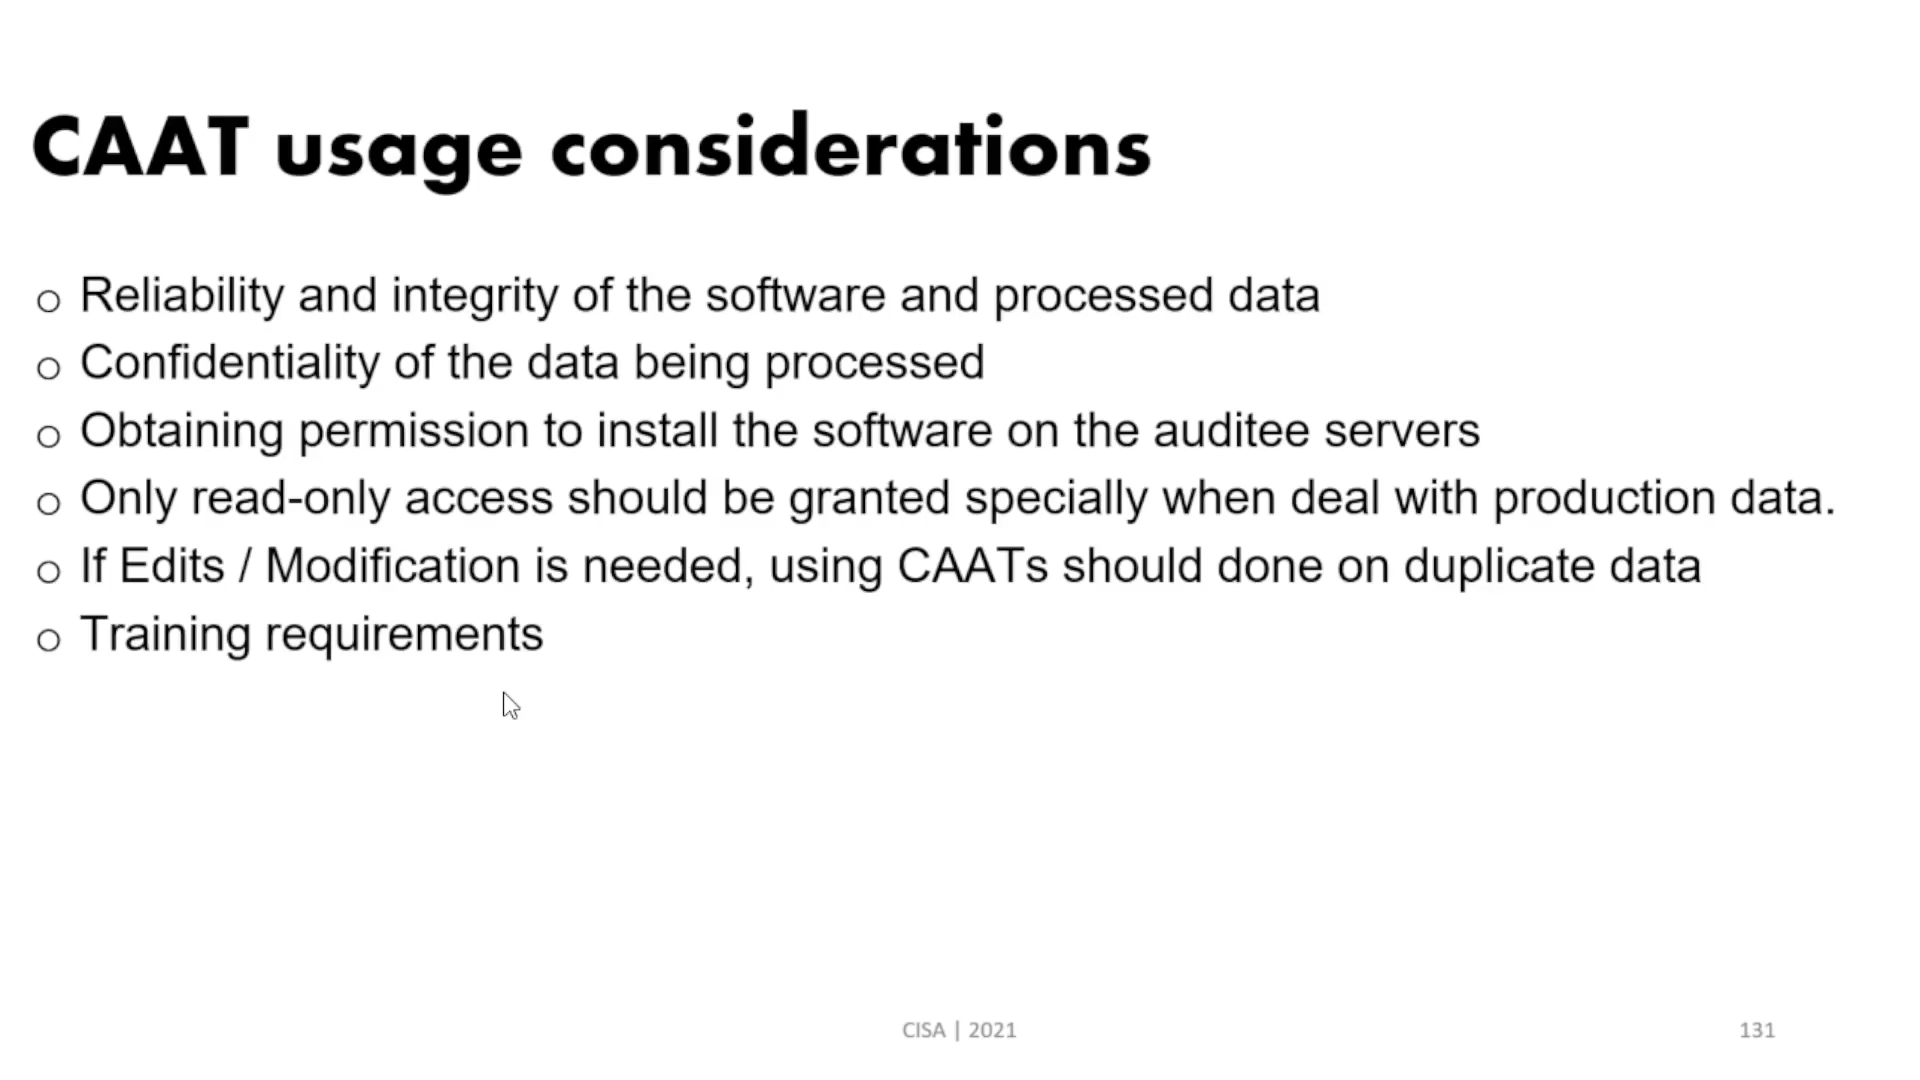 CAAT usage considerations
o Reliability and integrity of the software and processed data
o Confidentiality of the data being processed
o Obtaining permission to install the software on the auditee servers
o Only read-only access should be granted specially when deal with production data.
o If Edits / Modification is needed, using CAATs should done on duplicate data
o Training requirements
CISA | 2021
131